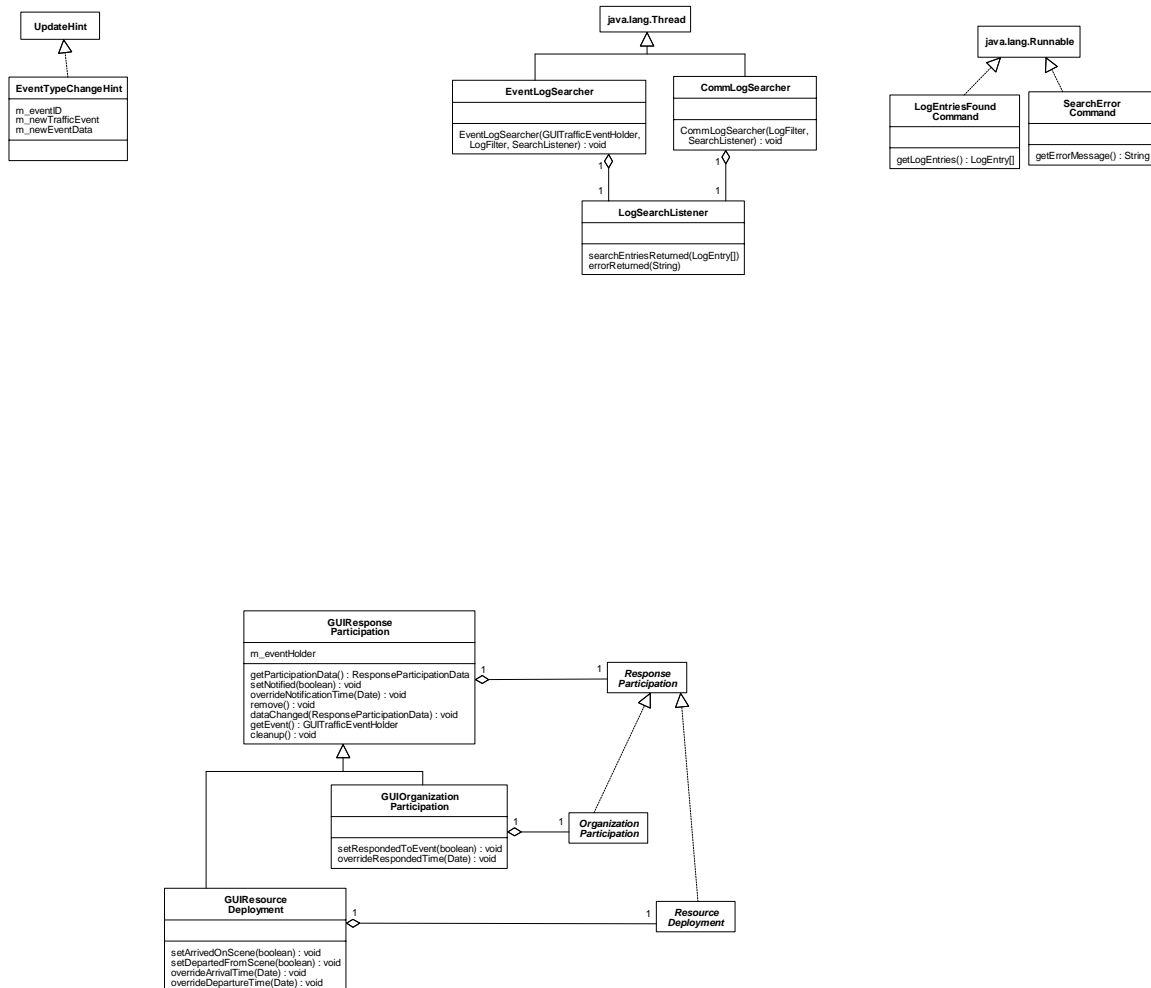 UpdateHint
EventTypeChangeHint
m_eventID
m_newTrafficEvent
m_newEventData
java.lang.Thread
EventLogSearcher
EventLogSearcher(GUITrafficEventHolder,
LogFilter, SearchListener) : void
CommLogSearcher
CommLogSearcher(LogFilter,
SearchListener) : void
1
1
1
1
LogSearchListener
searchEntriesReturned(LogEntry[])
errorReturned(String)
java.lang.Runnable
LogEntriesFound
Command
getLogEntries() : LogEntry[]
SearchError
Command
getErrorMessage() : String
GUIResponse
Participation
m_eventHolder
getParticipationData() : ResponseParticipationData
setNotified(boolean) : void
overrideNotificationTime(Date) : void
remove() : void
dataChanged(ResponseParticipationData) : void
getEvent() : GUITrafficEventHolder
cleanup() : void
1
1
Response
Participation
GUIOrganization
Participation
setRespondedToEvent(boolean) : void
overrideRespondedTime(Date) : void
1
1
Organization
Participation
GUIResource
Deployment
setArrivedOnScene(boolean) : void
setDepartedFromScene(boolean) : void
overrideArrivalTime(Date) : void
overrideDepartureTime(Date) : void
1
1
Resource
Deployment